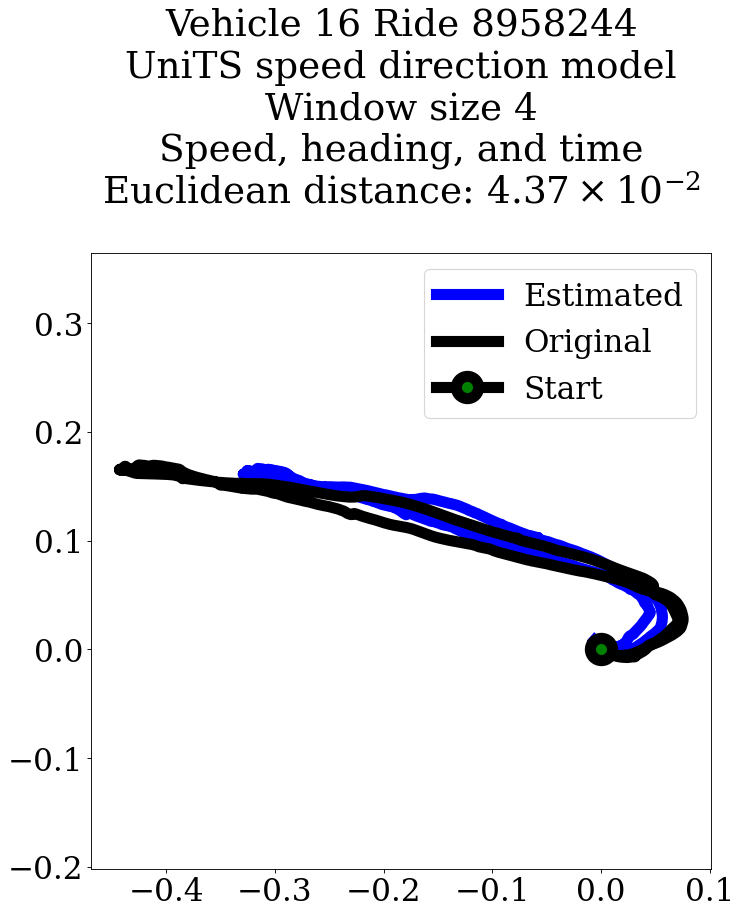 Vehicle 16 Ride 8958244
UniTS speed direction model
Window size 4
Speed, heading, and time
Euclidean distance: 4.37 × 10⁻²
Estimated
Original
Start
0.3
0.2
0.1
0.0
−0.1
−0.2
−0.4 −0.3 −0.2 −0.1 0.0 0.1